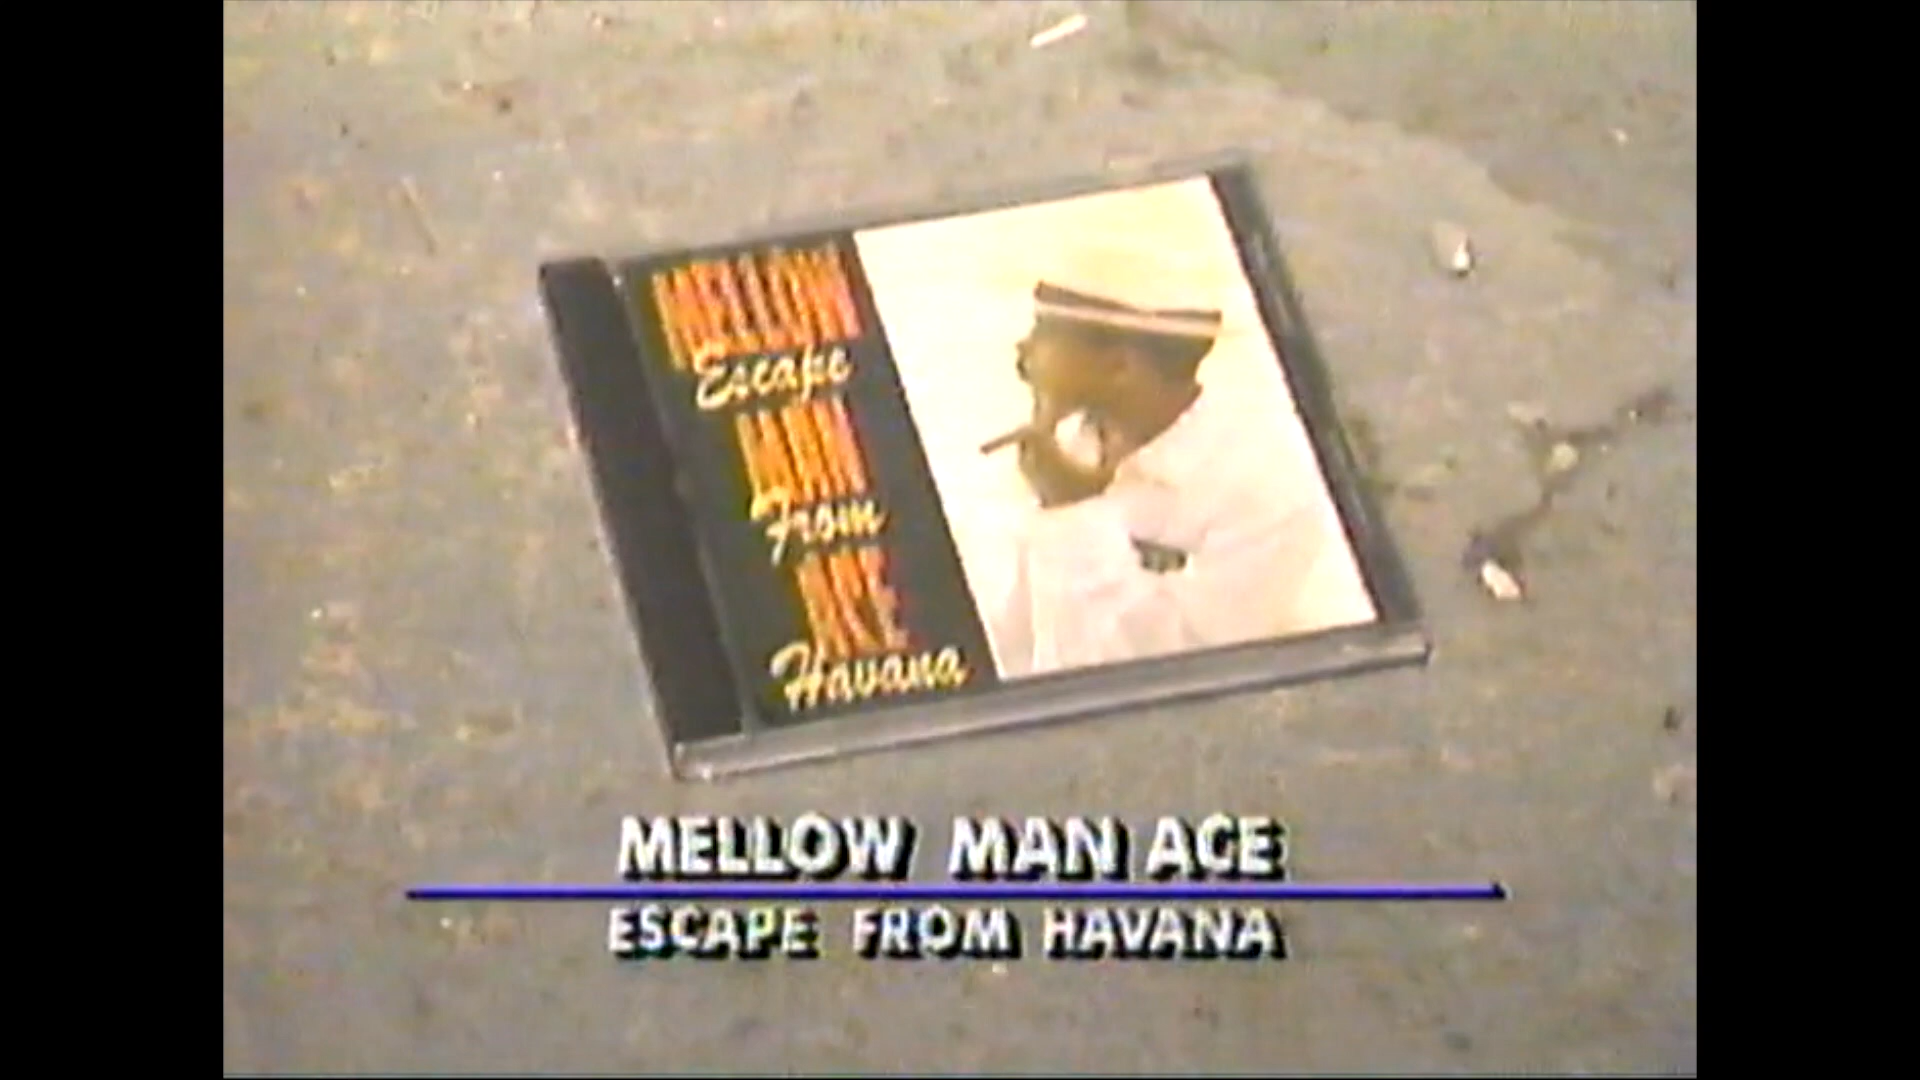 MELLOW
Escape
MAN
From
ACE
Havana
MELLOW MAN ACE
ESCAPE FROM HAVANA